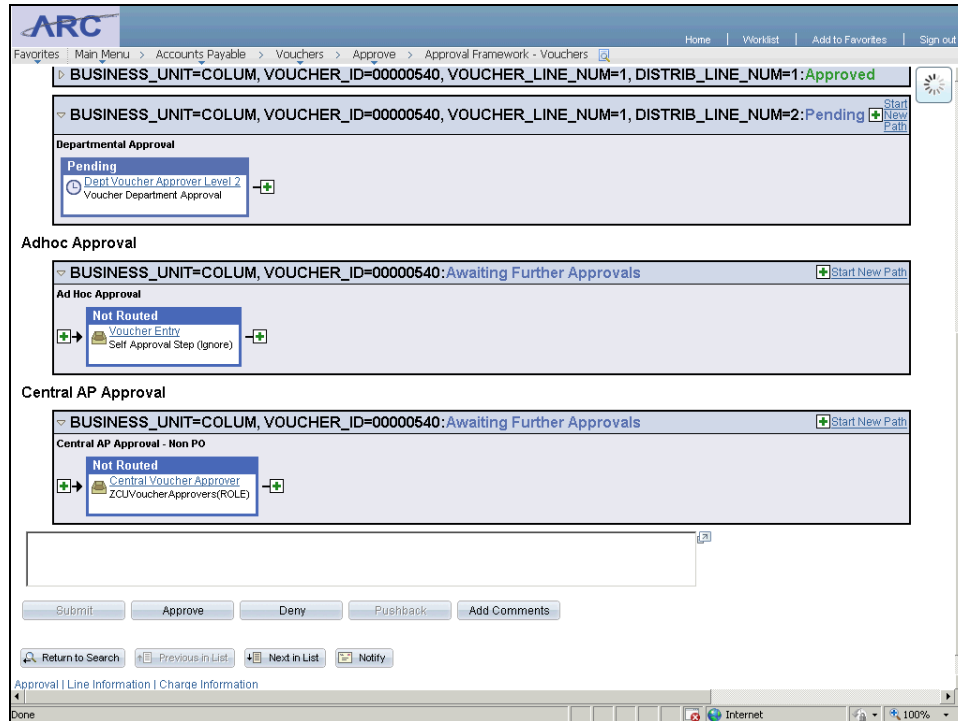 ARC
Home | Worklist | Add to Favorites | Sign out
Favorites Main Menu > Accounts Payable > Vouchers > Approve > Approval Framework - Vouchers
BUSINESS_UNIT=COLUM, VOUCHER_ID=00000540, VOUCHER_LINE_NUM=1, DISTRIB_LINE_NUM=1:Approved
BUSINESS_UNIT=COLUM, VOUCHER_ID=00000540, VOUCHER_LINE_NUM=1, DISTRIB_LINE_NUM=2:Pending
Start
New
Path
Departmental Approval
Pending
Dept Voucher Approver Level 2
Voucher Department Approval
Adhoc Approval
BUSINESS_UNIT=COLUM, VOUCHER_ID=00000540:Awaiting Further Approvals Start New Path
Ad Hoc Approval
Not Routed
Voucher Entry
Self Approval Step (Ignore)
Central AP Approval
BUSINESS_UNIT=COLUM, VOUCHER_ID=00000540:Awaiting Further Approvals Start New Path
Central AP Approval - Non PO
Not Routed
Central Voucher Approver
ZCUVoucherApprovers(ROLE)
Submit Approve Deny Pushback Add Comments
Return to Search Previous in List Next in List Notify
Approval | Line Information | Charge Information
Done Internet 100%